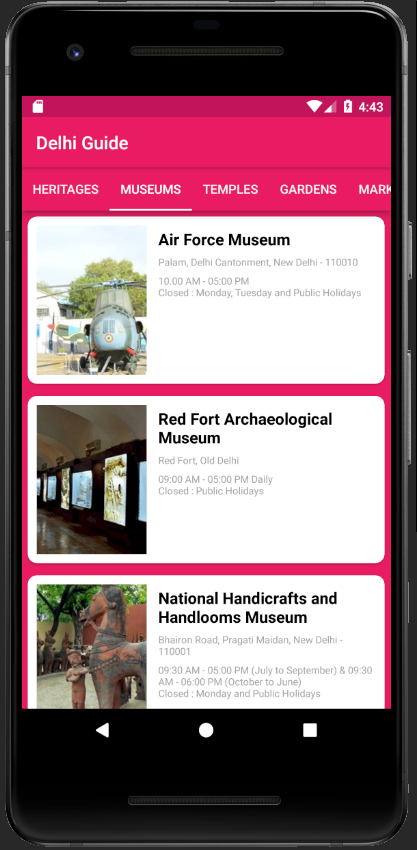 4:43
Delhi Guide
HERITAGES MUSEUMS TEMPLES GARDENS MARK
Air Force Museum
Palam, Delhi Cantonment, New Delhi - 110010
10.00 AM - 05:00 PM
Closed : Monday, Tuesday and Public Holidays
Red Fort Archaeological
Museum
Red Fort, Old Delhi
09:00 AM - 05:00 PM Daily
Closed : Public Holidays
National Handicrafts and
Handlooms Museum
Bhairon Road, Pragati Maidan, New Delhi -
110001
09:30 AM - 05:00 PM (July to September) & 09:30
AM - 06:00 PM (October to June)
Closed : Monday and Public Holidays